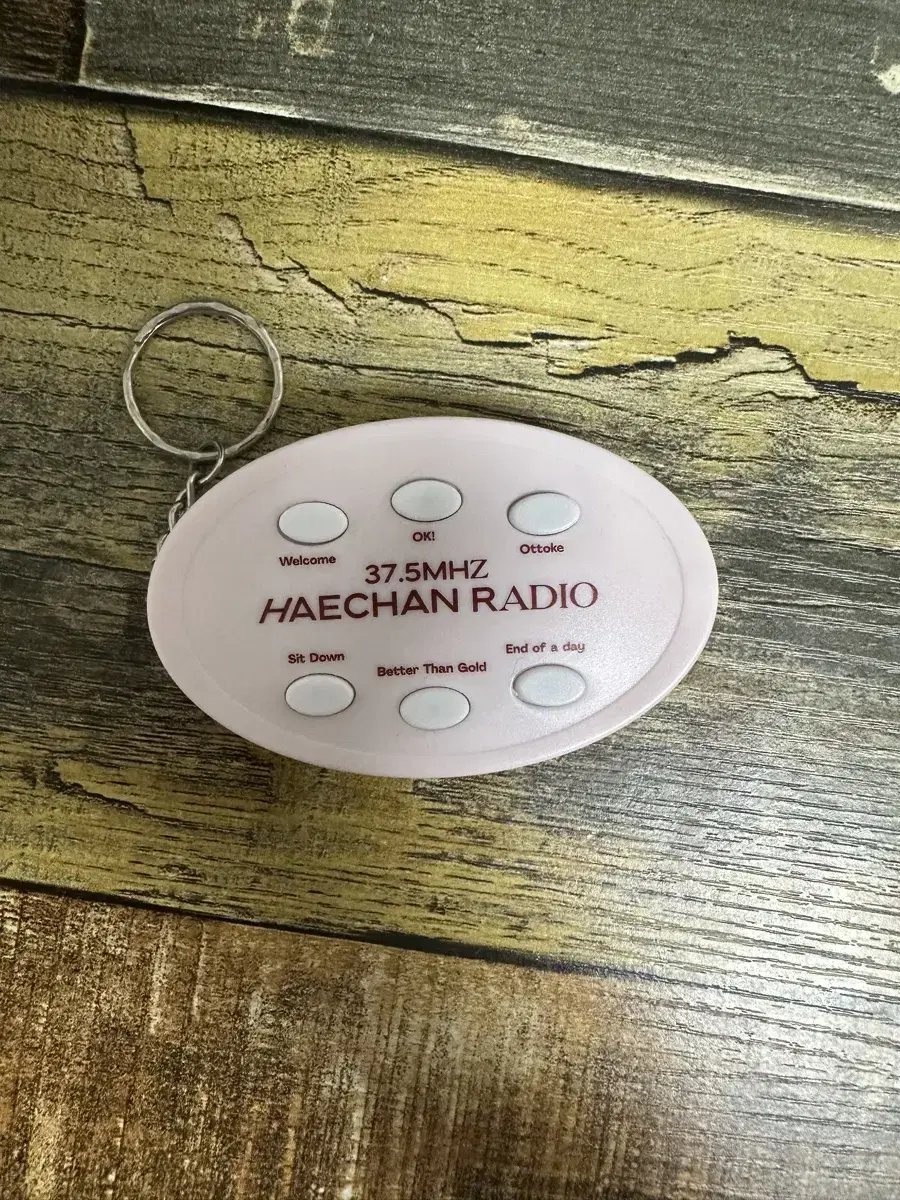 Welcome
OK!
Ottoke
37.5MHZ
HAECHAN RADIO
Sit Down
Better Than Gold
End of a day